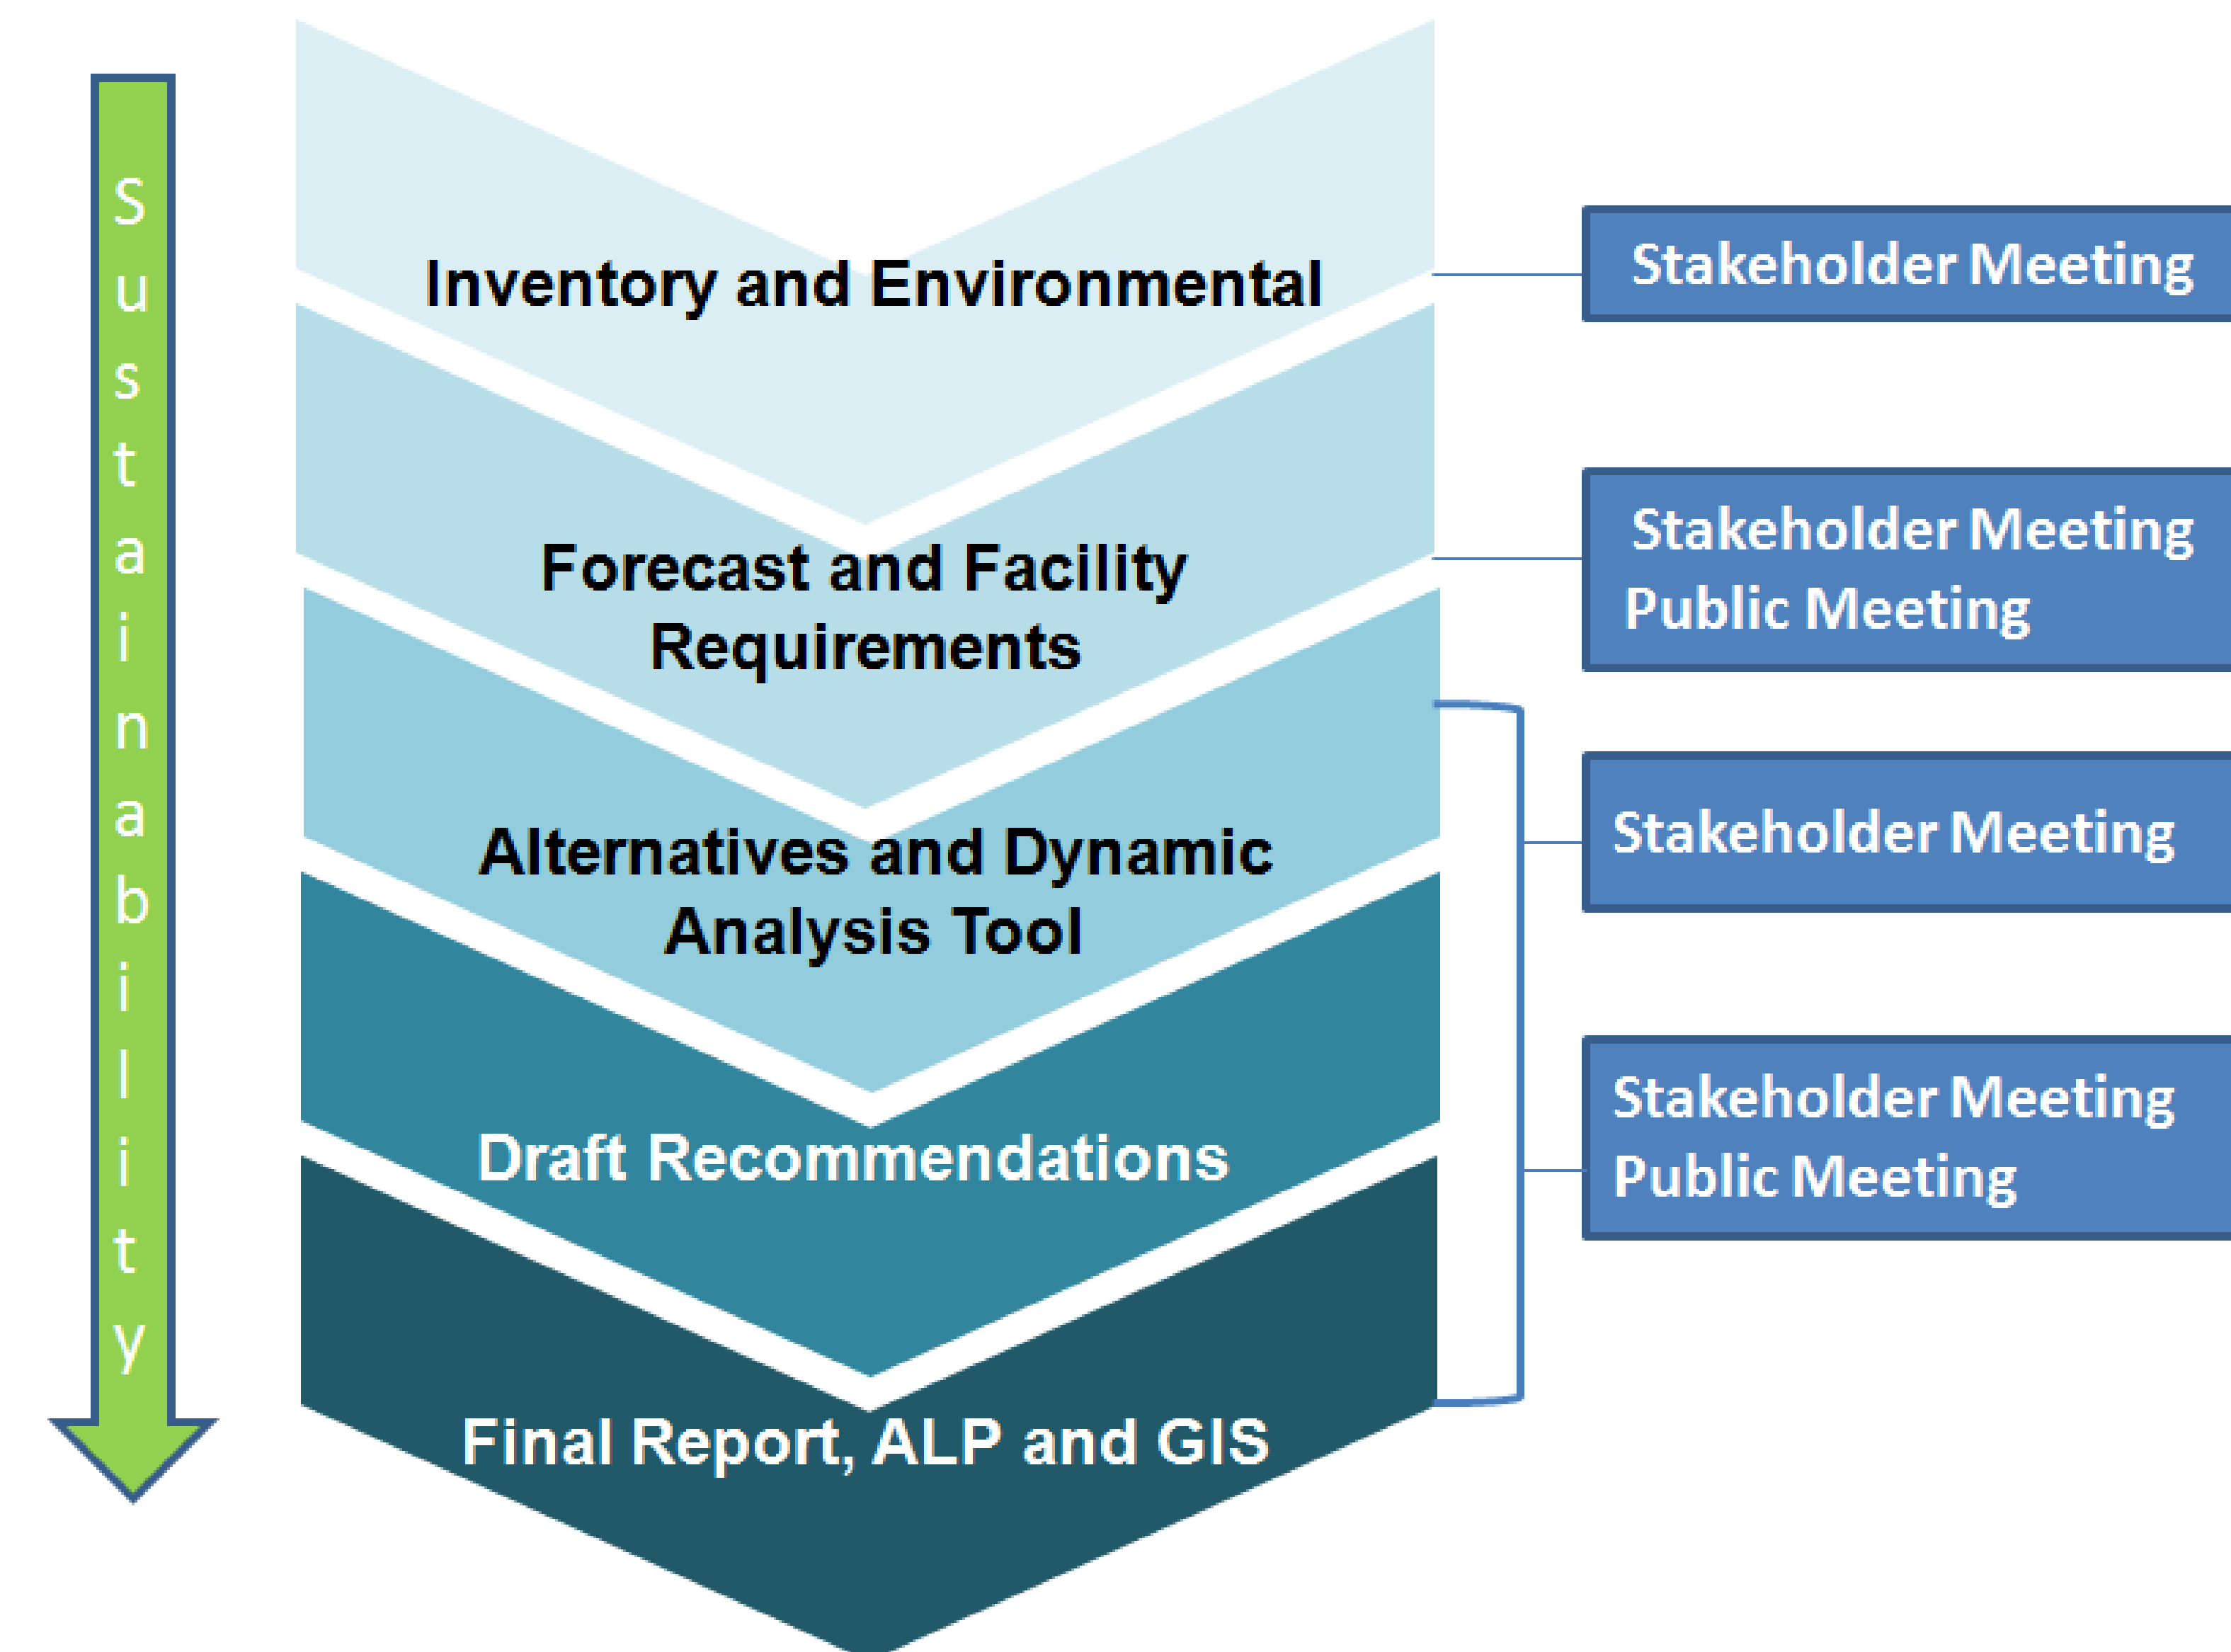 Sustainability
Inventory and Environmental
Stakeholder Meeting
Forecast and Facility
Requirements
Stakeholder Meeting
Public Meeting
Alternatives and Dynamic
Analysis Tool
Stakeholder Meeting
Draft Recommendations
Stakeholder Meeting
Public Meeting
Final Report, ALP and GIS